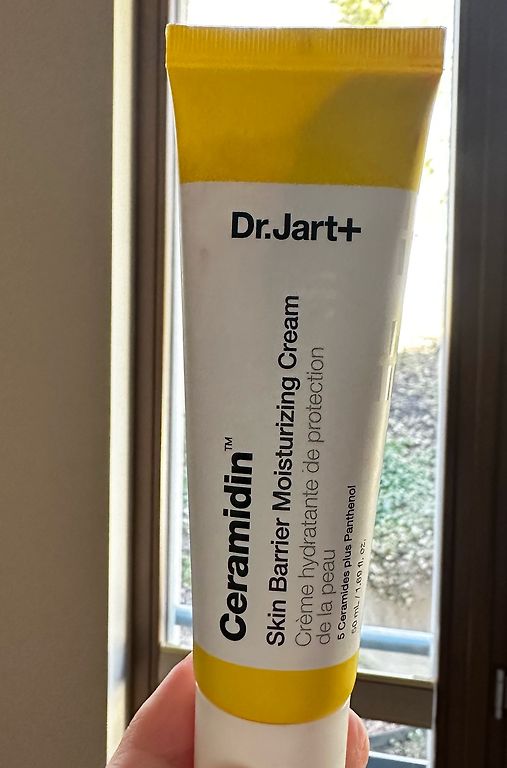 Dr.Jart+
Ceramidin™
Skin Barrier Moisturizing Cream
Crème hydratante de protection
de la peau
5 Ceramides plus Panthenol
50 mL / 1.69 fl. oz.